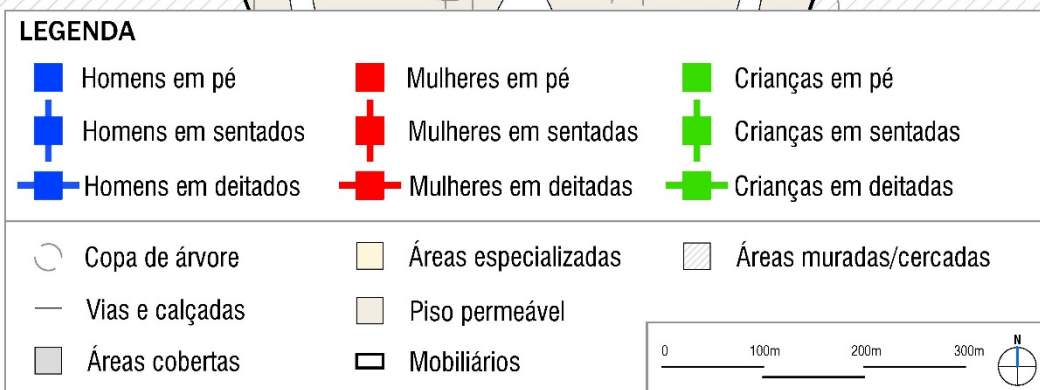 LEGENDA
Homens em pé
Mulheres em pé
Crianças em pé
Homens em sentados
Mulheres em sentadas
Crianças em sentadas
Homens em deitados
Mulheres em deitadas
Crianças em deitadas
Copa de árvore
Áreas especializadas
Áreas muradas/cercadas
Vias e calçadas
Piso permeável
Áreas cobertas
Mobiliários
0 100m 200m 300m
N